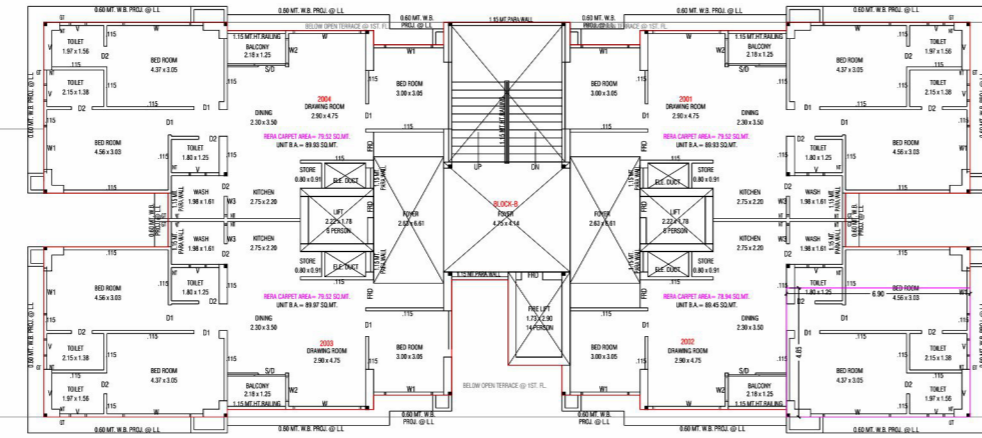 0.60 MT. W.B. PROJ. @ L.L
0.60 MT. W.B. PROJ. @ L.L
0.60 MT. W.B.
PROJ. @ L.L
1.15 MT.PARA WALL
0.60 MT. W.B.
PROJ. @ L.L
0.60 MT. W.B. PROJ. @ L.L
0.60 MT. W.B. PROJ. @ L.L
BELOW OPEN TERRACE @ 1ST. FL.
TOILET
1.97 x 1.56
BED ROOM
4.37 x 3.05
TOILET
2.15 x 1.38
1.15 MT.HT.RAILING
BALCONY
2.18 x 1.25
S/D
2004
DRAWING ROOM
2.90 x 4.75
DINING
2.30 x 3.50
BED ROOM
3.00 x 3.05
RERA CARPET AREA = 79.52 SQ.MT.
UNIT B.A. = 89.93 SQ.MT.
BED ROOM
4.56 x 3.03
TOILET
1.80 x 1.25
WASH
1.98 x 1.61
KITCHEN
2.75 x 2.20
STORE
0.80 x 0.91
ELE. DUCT
LIFT
2.22 x 1.78
FOYER
2.63 x 6.61
UP
DN
BLOCK-B
FOYER
4.75 x 4.14
BED ROOM
3.00 x 3.05
2001
DRAWING ROOM
2.90 x 4.75
1.15 MT.HT.RAILING
BALCONY
2.18 x 1.25
S/D
DINING
2.30 x 3.50
RERA CARPET AREA = 79.52 SQ.MT.
UNIT B.A. = 89.93 SQ.MT.
BED ROOM
4.37 x 3.05
TOILET
1.97 x 1.56
TOILET
2.15 x 1.38
BED ROOM
4.56 x 3.03
TOILET
1.80 x 1.25
FOYER
2.63 x 6.61
STORE
0.80 x 0.91
ELE. DUCT
LIFT
2.22 x 1.78
KITCHEN
2.75 x 2.20
WASH
1.98 x 1.61
WASH
1.98 x 1.61
KITCHEN
2.75 x 2.20
STORE
0.80 x 0.91
ELE. DUCT
TOILET
1.80 x 1.25
BED ROOM
4.56 x 3.03
RERA CARPET AREA = 79.52 SQ.MT.
UNIT B.A. = 89.97 SQ.MT.
DINING
2.30 x 3.50
2003
DRAWING ROOM
2.90 x 4.75
BED ROOM
3.00 x 3.05
TOILET
2.15 x 1.38
BED ROOM
4.37 x 3.05
TOILET
1.97 x 1.56
BALCONY
2.18 x 1.25
1.15 MT.HT.RAILING
1.15 MT.PARA WALL
FRD
FIRE LIFT
1.73 x 2.90
14 PERSON
BELOW OPEN TERRACE @ 1ST. FL.
KITCHEN
2.75 x 2.20
WASH
1.98 x 1.61
STORE
0.80 x 0.91
ELE. DUCT
TOILET
1.80 x 1.25
6.90
BED ROOM
4.56 x 3.03
RERA CARPET AREA = 78.94 SQ.MT.
UNIT B.A. = 89.45 SQ.MT.
DINING
2.30 x 3.50
2002
DRAWING ROOM
2.90 x 4.75
BED ROOM
3.00 x 3.05
4.85
BED ROOM
4.37 x 3.05
TOILET
2.15 x 1.38
TOILET
1.97 x 1.56
BALCONY
2.18 x 1.25
1.15 MT.HT.RAILING
0.60 MT. W.B. PROJ. @ L.L
0.60 MT. W.B. PROJ. @ L.L
0.60 MT. W.B.
PROJ. @ L.L
0.60 MT. W.B.
PROJ. @ L.L
0.60 MT. W.B. PROJ. @ L.L
0.60 MT. W.B. PROJ. @ L.L